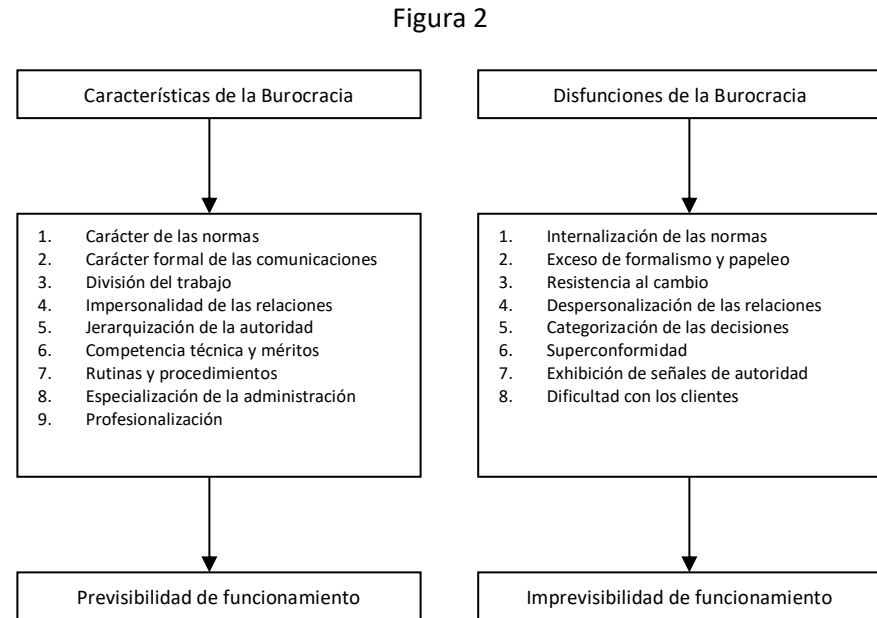 Figura 2
Características de la Burocracia
1. Carácter de las normas
2. Carácter formal de las comunicaciones
3. División del trabajo
4. Impersonalidad de las relaciones
5. Jerarquización de la autoridad
6. Competencia técnica y méritos
7. Rutinas y procedimientos
8. Especialización de la administración
9. Profesionalización
Previsibilidad de funcionamiento
Disfunciones de la Burocracia
1. Internalización de las normas
2. Exceso de formalismo y papeleo
3. Resistencia al cambio
4. Despersonalización de las relaciones
5. Categorización de las decisiones
6. Superconformidad
7. Exhibición de señales de autoridad
8. Dificultad con los clientes
Imprevisibilidad de funcionamiento